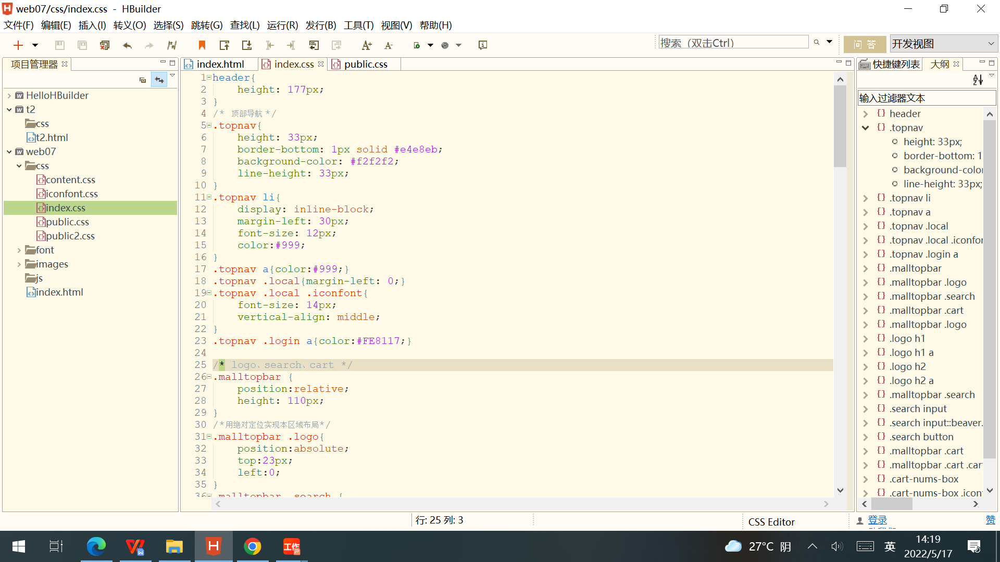 web07/css/index.css - HBuilder
文件(F) 编辑(E) 插入(I) 转义(O) 选择(S) 跳转(G) 查找(L) 运行(R) 发行(B) 工具(T) 视图(V) 帮助(H)
搜索（双击Ctrl）
问 答
开发视图
项目管理器
HelloHBuilder
t2
css
t2.html
web07
css
content.css
iconfont.css
index.css
public.css
public2.css
font
images
js
index.html
index.html index.css public.css
1 header{
2 height: 177px;
3 }
4 /* 顶部导航 */
5 .topnav{
6 height: 33px;
7 border-bottom: 1px solid #e4e8eb;
8 background-color: #f2f2f2;
9 line-height: 33px;
10 }
11 .topnav li{
12 display: inline-block;
13 margin-left: 30px;
14 font-size: 12px;
15 color:#999;
16 }
17 .topnav a{color:#999;}
18 .topnav .local{margin-left: 0;}
19 .topnav .local .iconfont{
20 font-size: 14px;
21 vertical-align: middle;
22 }
23 .topnav .login a{color:#FE8117;}
24
25 /* logo、search、cart */
26 .malltopbar {
27 position:relative;
28 height: 110px;
29 }
30 /*用绝对定位实现本区域布局*/
31 .malltopbar .logo{
32 position:absolute;
33 top:23px;
34 left:0;
35 }
36 .malltopbar .search {
快捷键列表 大纲
输入过滤器文本
header
.topnav
height: 33px;
border-bottom: 1
background-color
line-height: 33px;
.topnav li
.topnav a
.topnav .local
.topnav .local .iconfor
.topnav .login a
.malltopbar
.malltopbar .logo
.malltopbar .search
.malltopbar .cart
.malltopbar .logo
.logo h1
.logo h1 a
.logo h2
.logo h2 a
.malltopbar .search
.search input
.search input::beaver.
.search button
.malltopbar .cart
.malltopbar .cart .car
.cart-nums-box
.cart-nums-box .icon
行: 25 列: 3
CSS Editor
登录
赞
27°C 阴
英
14:19
2022/5/17